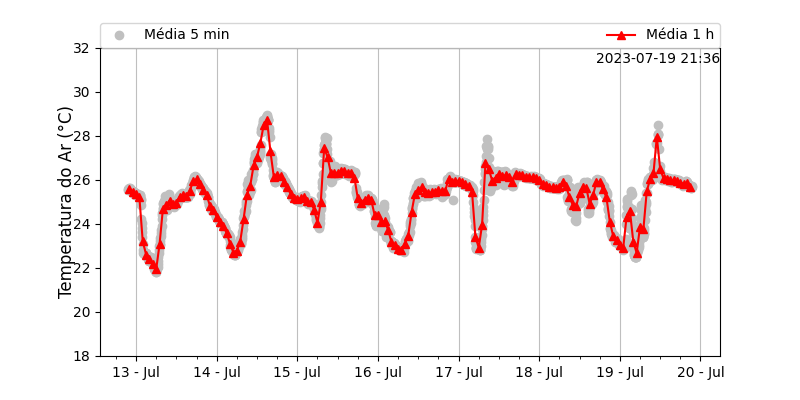 Média 5 min
Média 1 h
2023-07-19 21:36
Temperatura do Ar (°C)
32
30
28
26
24
22
20
18
13 - Jul
14 - Jul
15 - Jul
16 - Jul
17 - Jul
18 - Jul
19 - Jul
20 - Jul